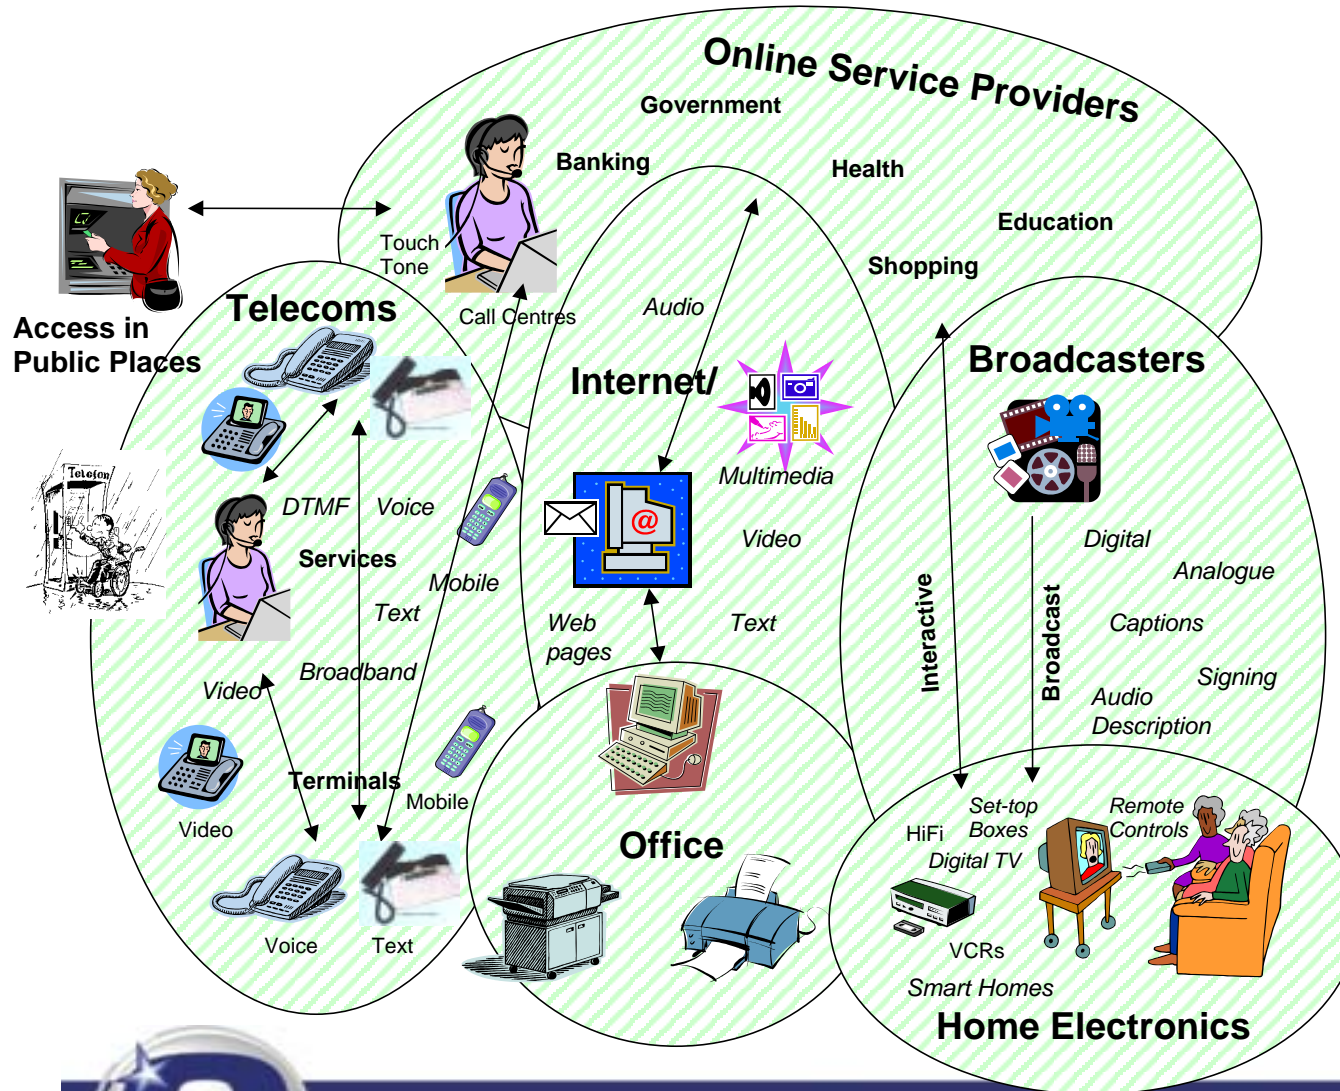 Online Service Providers
Government
Banking
Health
Education
Shopping
Touch
Tone
Call Centres
Access in
Public Places
Telecoms
Telefon
DTMF
Voice
Services
Mobile
Text
Broadband
Video
Terminals
Mobile
Video
Voice
Text
Audio
Internet/
Multimedia
@
Video
Web
pages
Text
Office
Broadcasters
Digital
Analogue
Captions
Signing
Audio
Description
Interactive
Broadcast
Set-top
Boxes
Remote
Controls
HiFi
Digital TV
VCRs
Smart Homes
Home Electronics